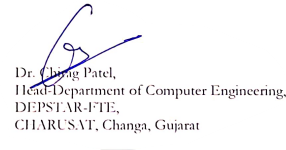 Dr. Chirag Patel,
Head-Department of Computer Engineering,
DEPSTAR-FTE,
CHARUSAT, Changa, Gujarat